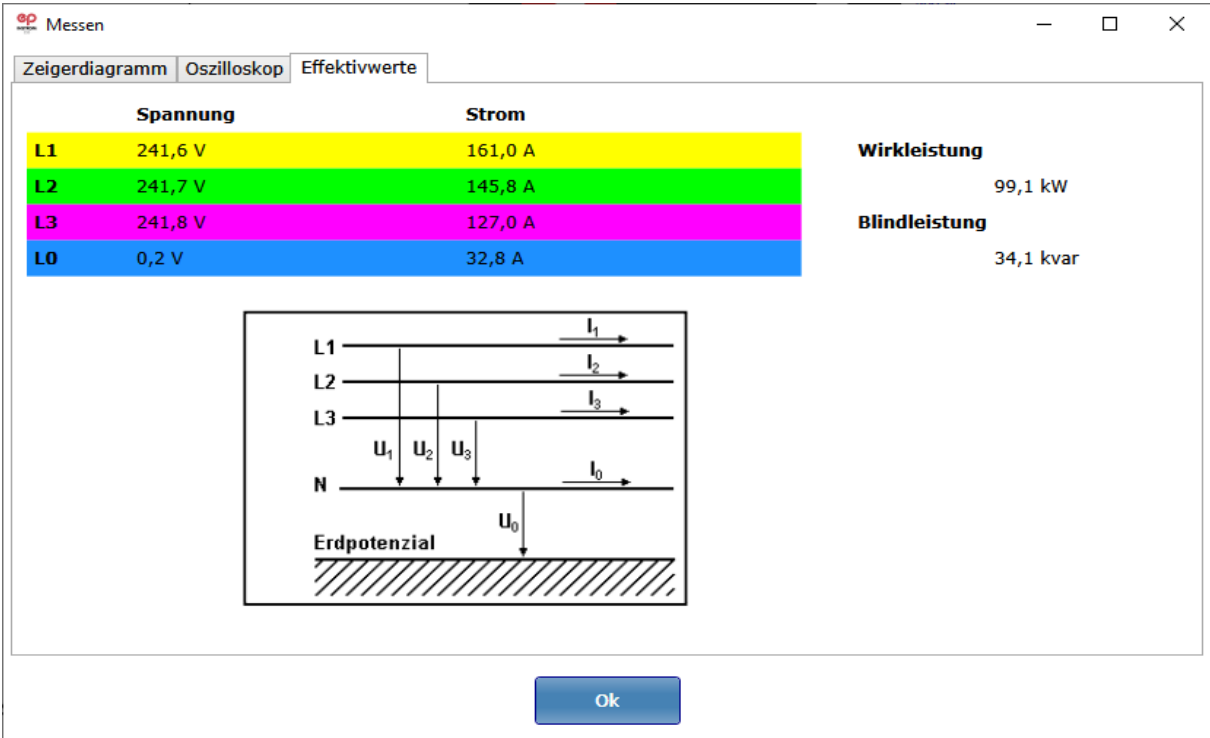 ep
Messen
Zeigerdiagramm Oszilloskop Effektivwerte
Spannung Strom
L1 241,6 V 161,0 A Wirkleistung
L2 241,7 V 145,8 A 99,1 kW
L3 241,8 V 127,0 A Blindleistung
L0 0,2 V 32,8 A 34,1 kvar
I₁
L1
I₂
L2
I₃
L3
U₁ U₂ U₃
I₀
N
U₀
Erdpotenzial
Ok